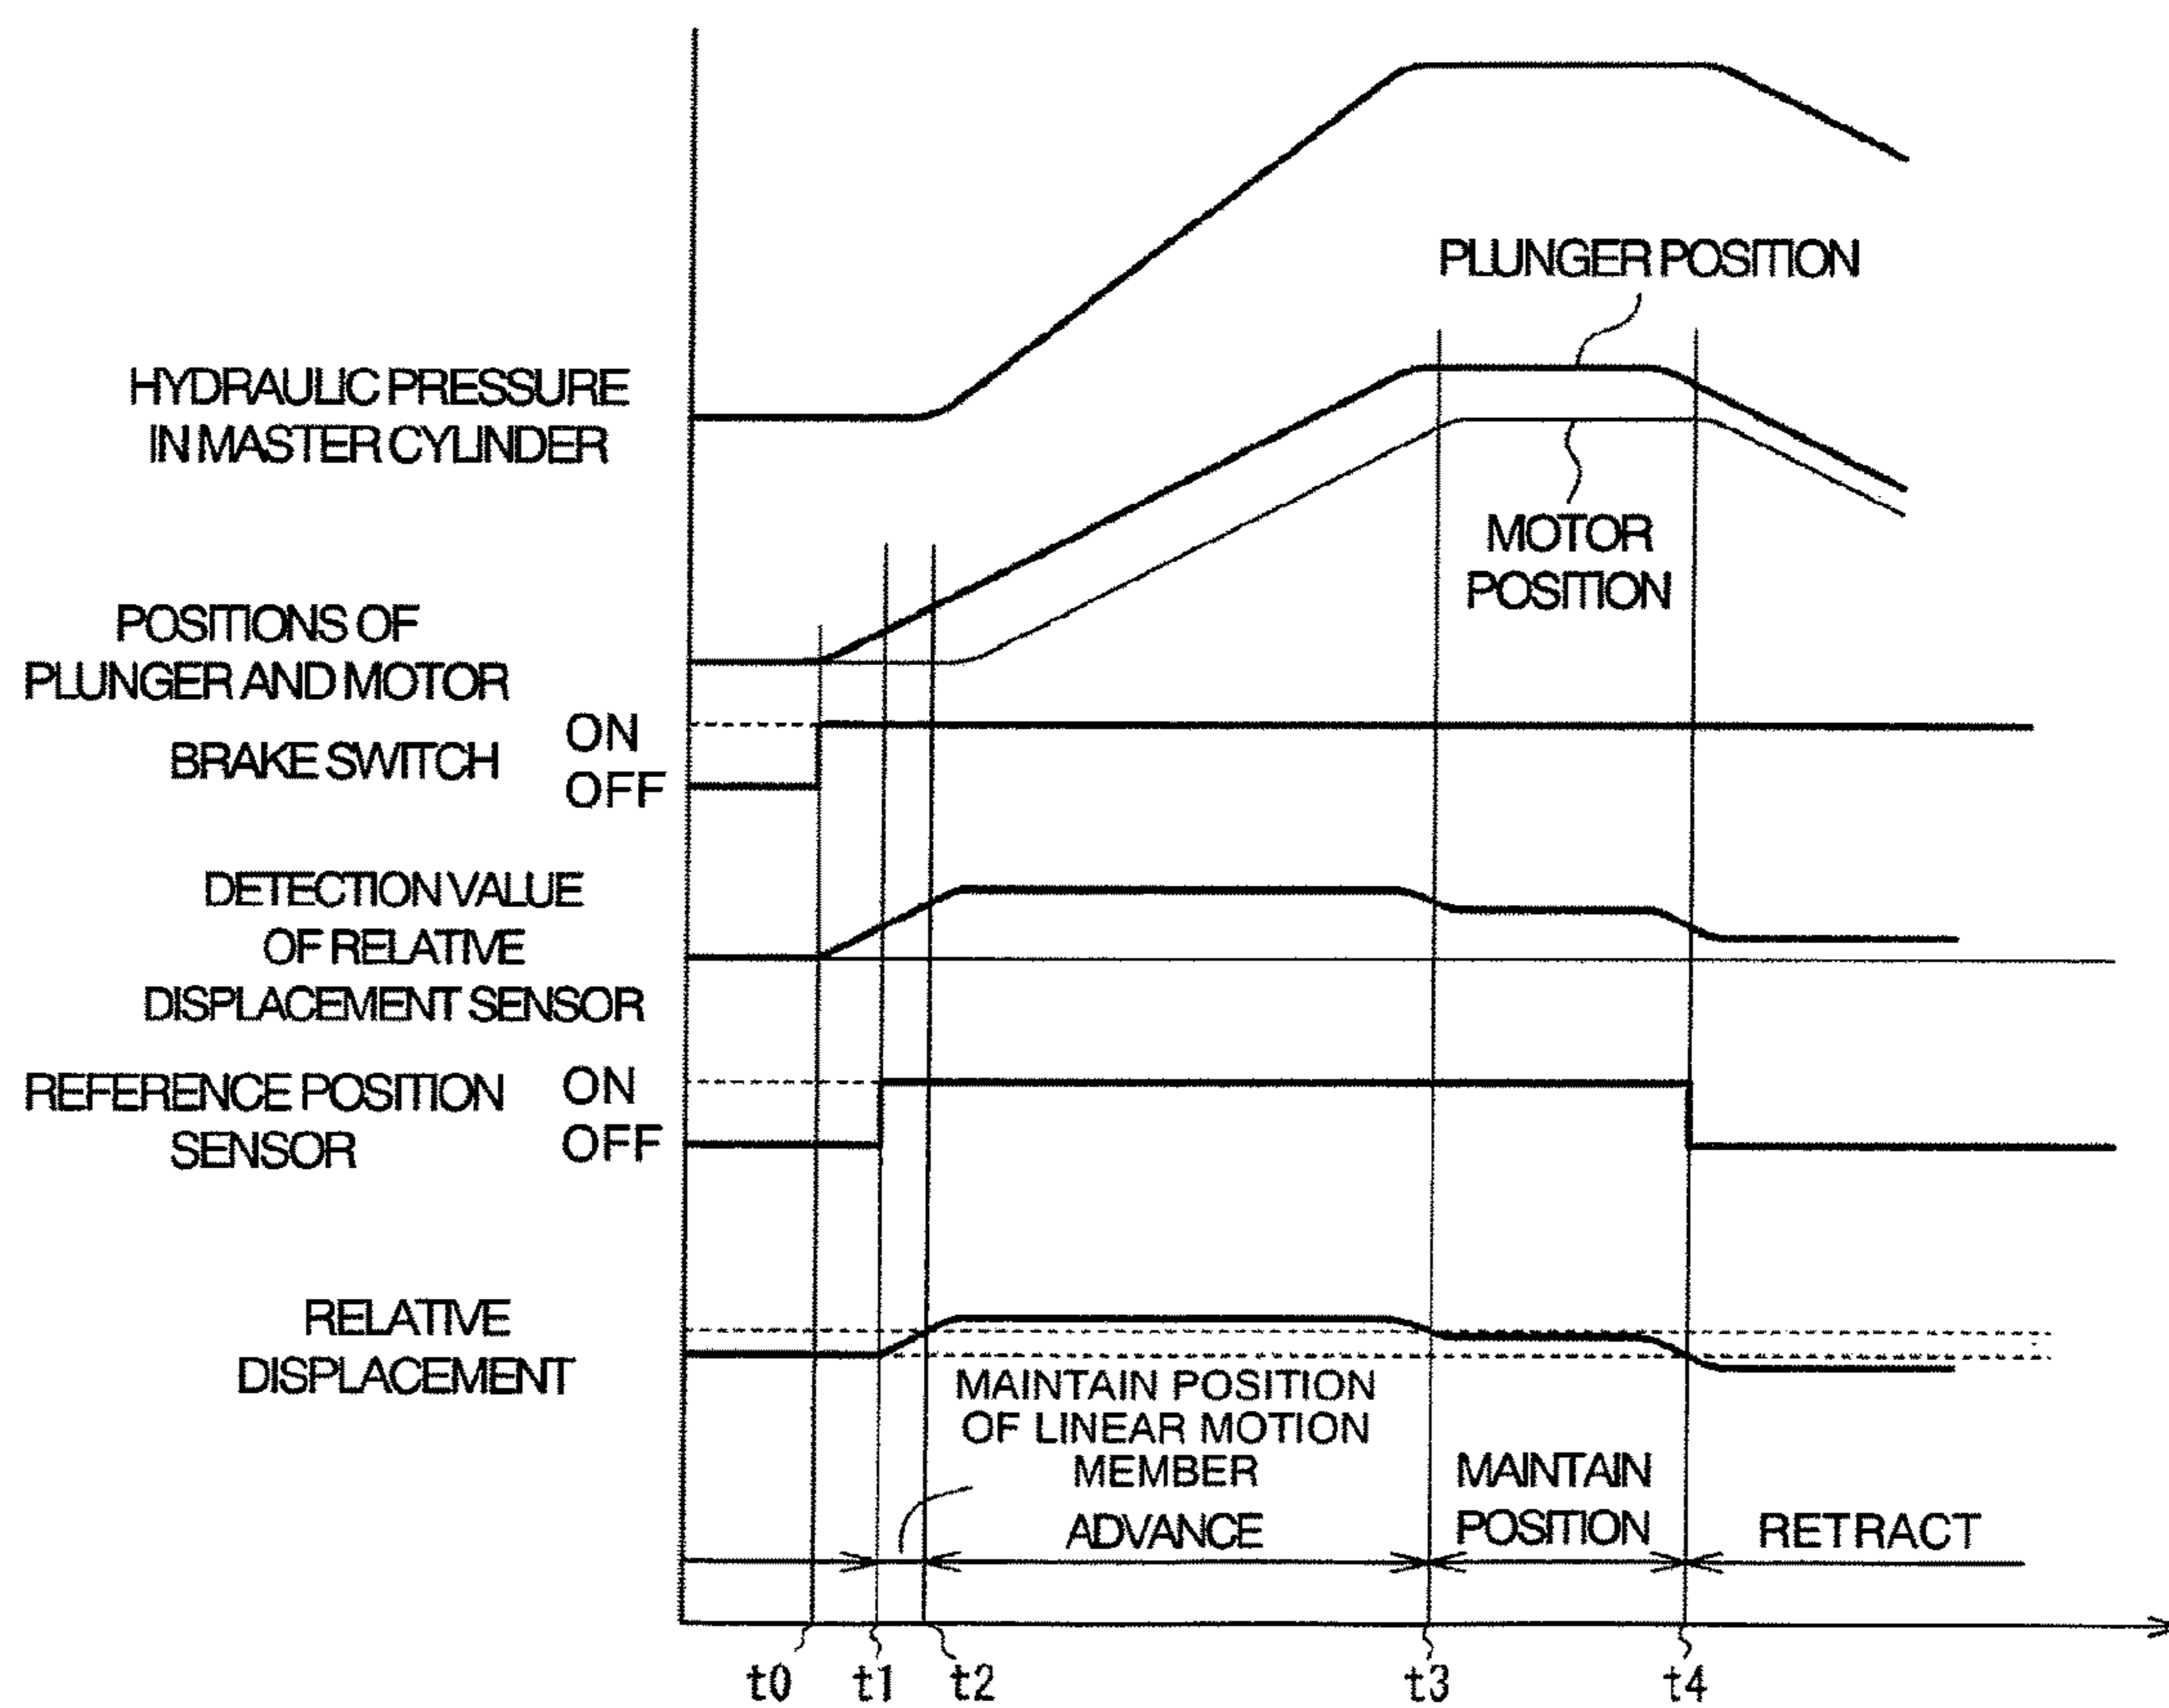 PLUNGER POSITION
HYDRAULIC PRESSURE
IN MASTER CYLINDER
MOTOR
POSITION
POSITIONS OF
PLUNGER AND MOTOR
ON
BRAKE SWITCH
OFF
DETECTION VALUE
OF RELATIVE
DISPLACEMENT SENSOR
REFERENCE POSITION
SENSOR
ON
OFF
RELATIVE
DISPLACEMENT
MAINTAIN POSITION
OF LINEAR MOTION
MEMBER
ADVANCE
MAINTAIN
POSITION
RETRACT
t0 t1 t2 t3 t4